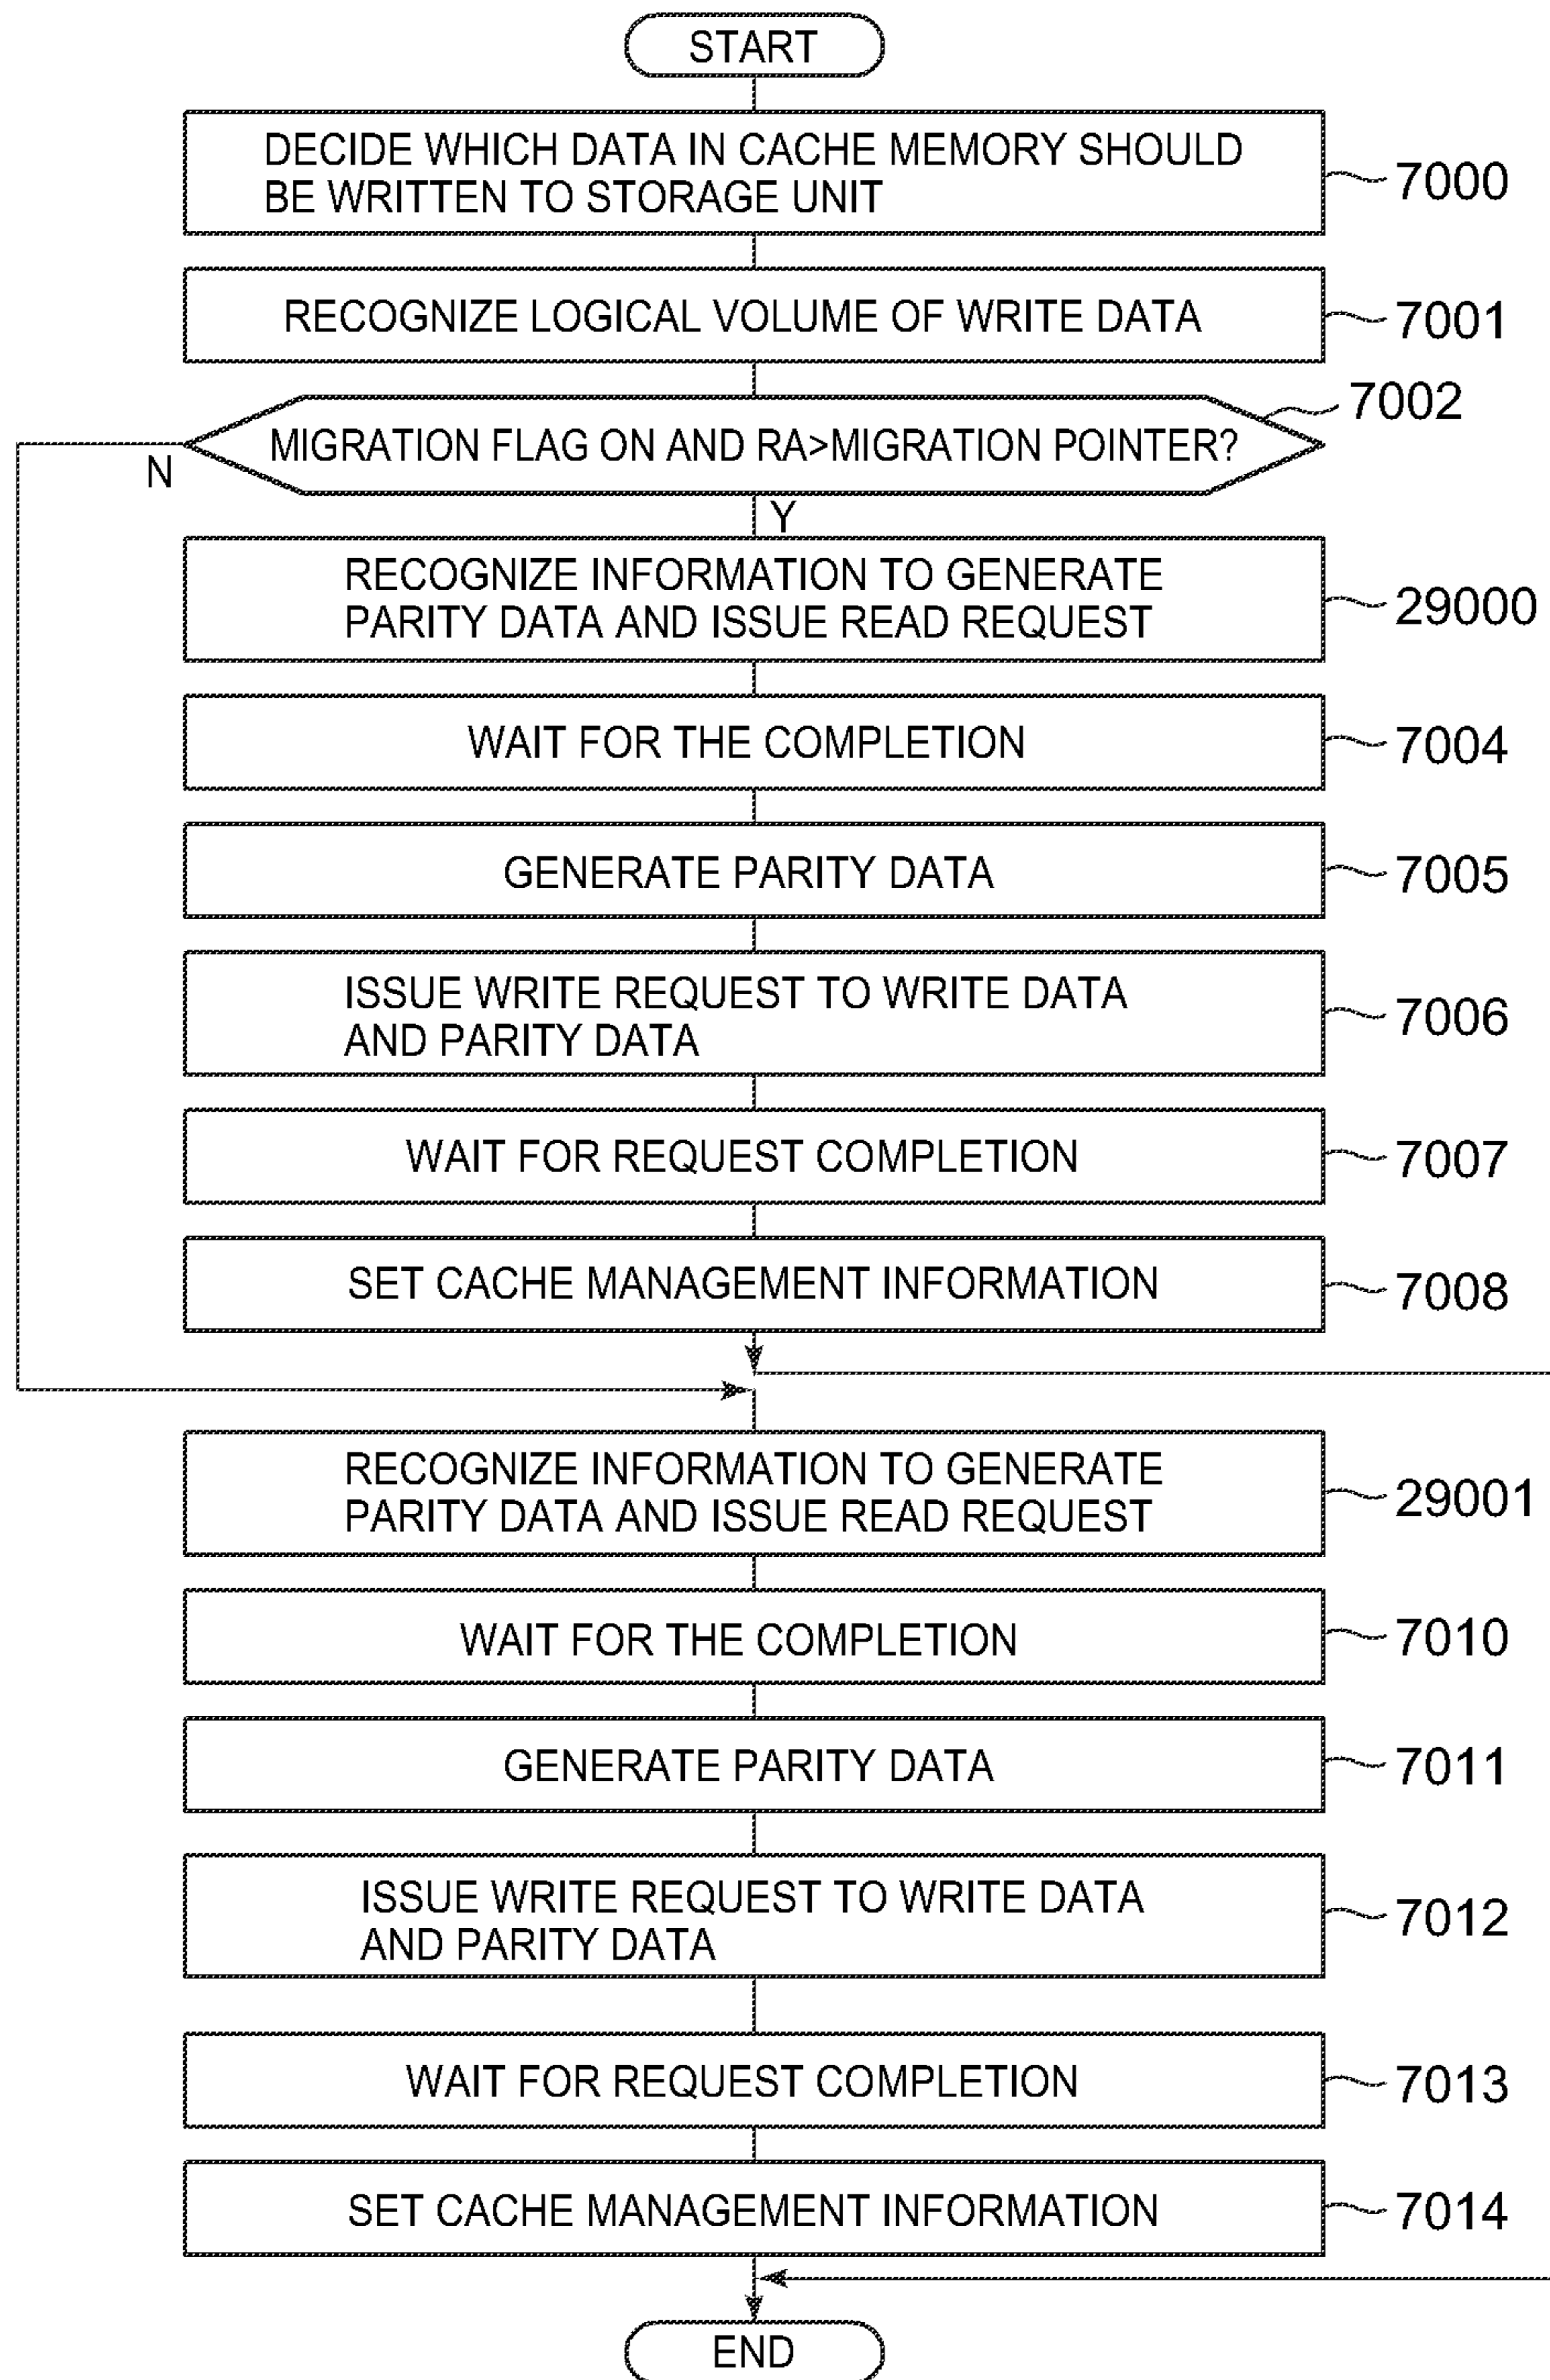 START
DECIDE WHICH DATA IN CACHE MEMORY SHOULD
BE WRITTEN TO STORAGE UNIT
7000
RECOGNIZE LOGICAL VOLUME OF WRITE DATA
7001
7002
MIGRATION FLAG ON AND RA>MIGRATION POINTER?
N
Y
RECOGNIZE INFORMATION TO GENERATE
PARITY DATA AND ISSUE READ REQUEST
29000
WAIT FOR THE COMPLETION
7004
GENERATE PARITY DATA
7005
ISSUE WRITE REQUEST TO WRITE DATA
AND PARITY DATA
7006
WAIT FOR REQUEST COMPLETION
7007
SET CACHE MANAGEMENT INFORMATION
7008
RECOGNIZE INFORMATION TO GENERATE
PARITY DATA AND ISSUE READ REQUEST
29001
WAIT FOR THE COMPLETION
7010
GENERATE PARITY DATA
7011
ISSUE WRITE REQUEST TO WRITE DATA
AND PARITY DATA
7012
WAIT FOR REQUEST COMPLETION
7013
SET CACHE MANAGEMENT INFORMATION
7014
END